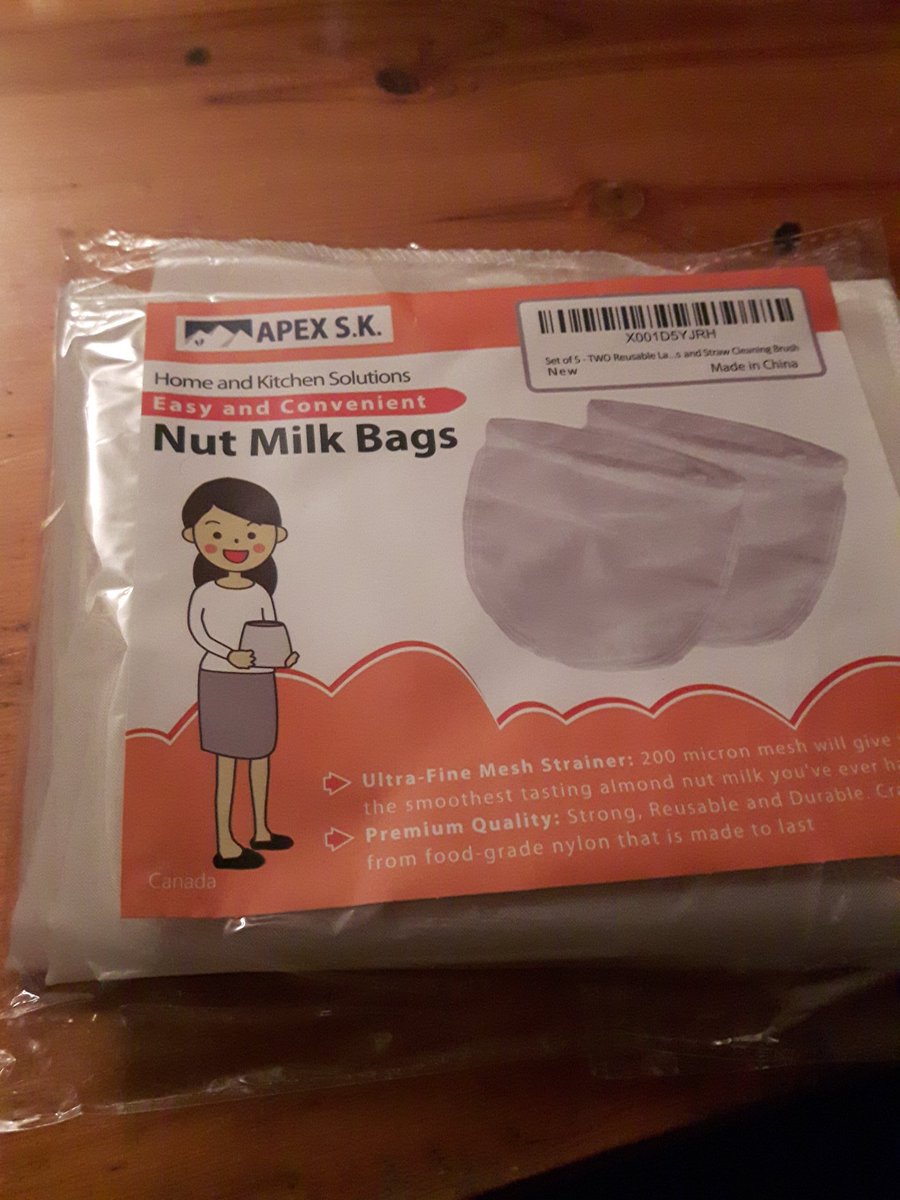 APEX S.K.
X001D5YJRH
Set of 5 - TWO Reusable La...s and Straw Cleaning Brush
New
Made in China
Home and Kitchen Solutions
Easy and Convenient
Nut Milk Bags
Ultra-Fine Mesh Strainer: 200 micron mesh will give
the smoothest tasting almond nut milk you've ever
Premium Quality: Strong, Reusable and Durable.
from food-grade nylon that is made to last
Canada